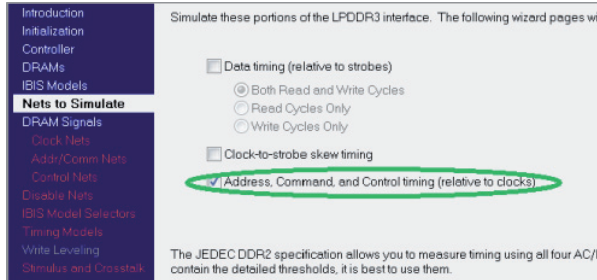 Introduction
Initialization
Controller
DRAMs
IBIS Models
Nets to Simulate
DRAM Signals
Clock Nets
Addr/Comm Nets
Control Nets
Disable Nets
IBIS Model Selectors
Timing Models
Write Leveling
Stimulus and Crosstalk
Simulate these portions of the LPDDR3 interface. The following wizard pages wi
Data timing (relative to strobes)
Both Read and Write Cycles
Read Cycles Only
Write Cycles Only
Clock-to-strobe skew timing
Address, Command, and Control timing (relative to clocks)
The JEDEC DDR2 specification allows you to measure timing using all four AC/
contain the detailed thresholds, it is best to use them.